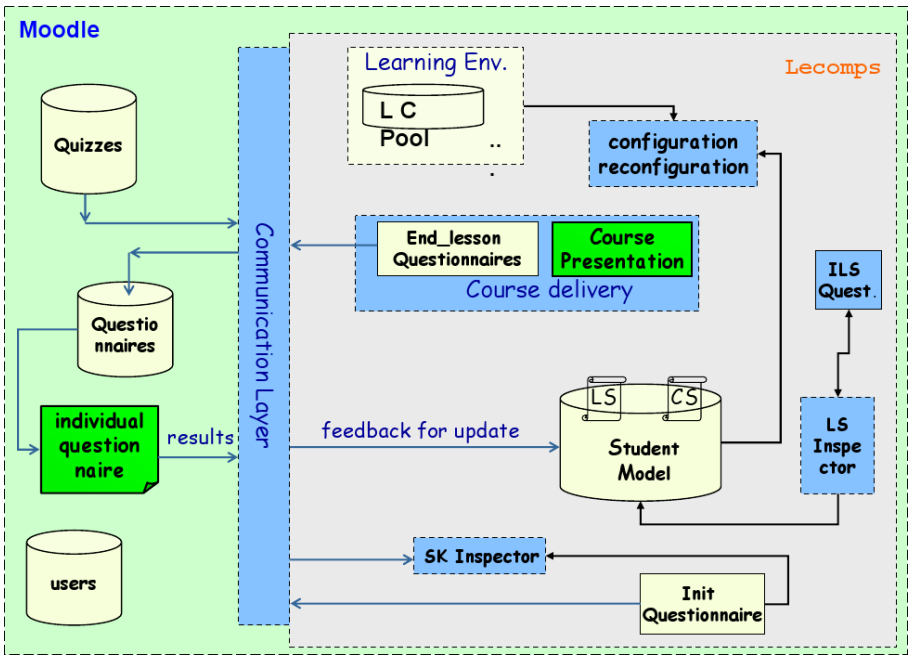 Moodle
Lecomps
Learning Env.
L C
Pool
..
.
configuration
reconfiguration
Quizzes
Communication Layer
End_lesson
Questionnaires
Course
Presentation
Course delivery
ILS
Quest.
Questio
nnaires
individual
question
naire
results
feedback for update
LS
CS
Student
Model
LS
Inspe
ctor
SK Inspector
users
Init
Questionnaire